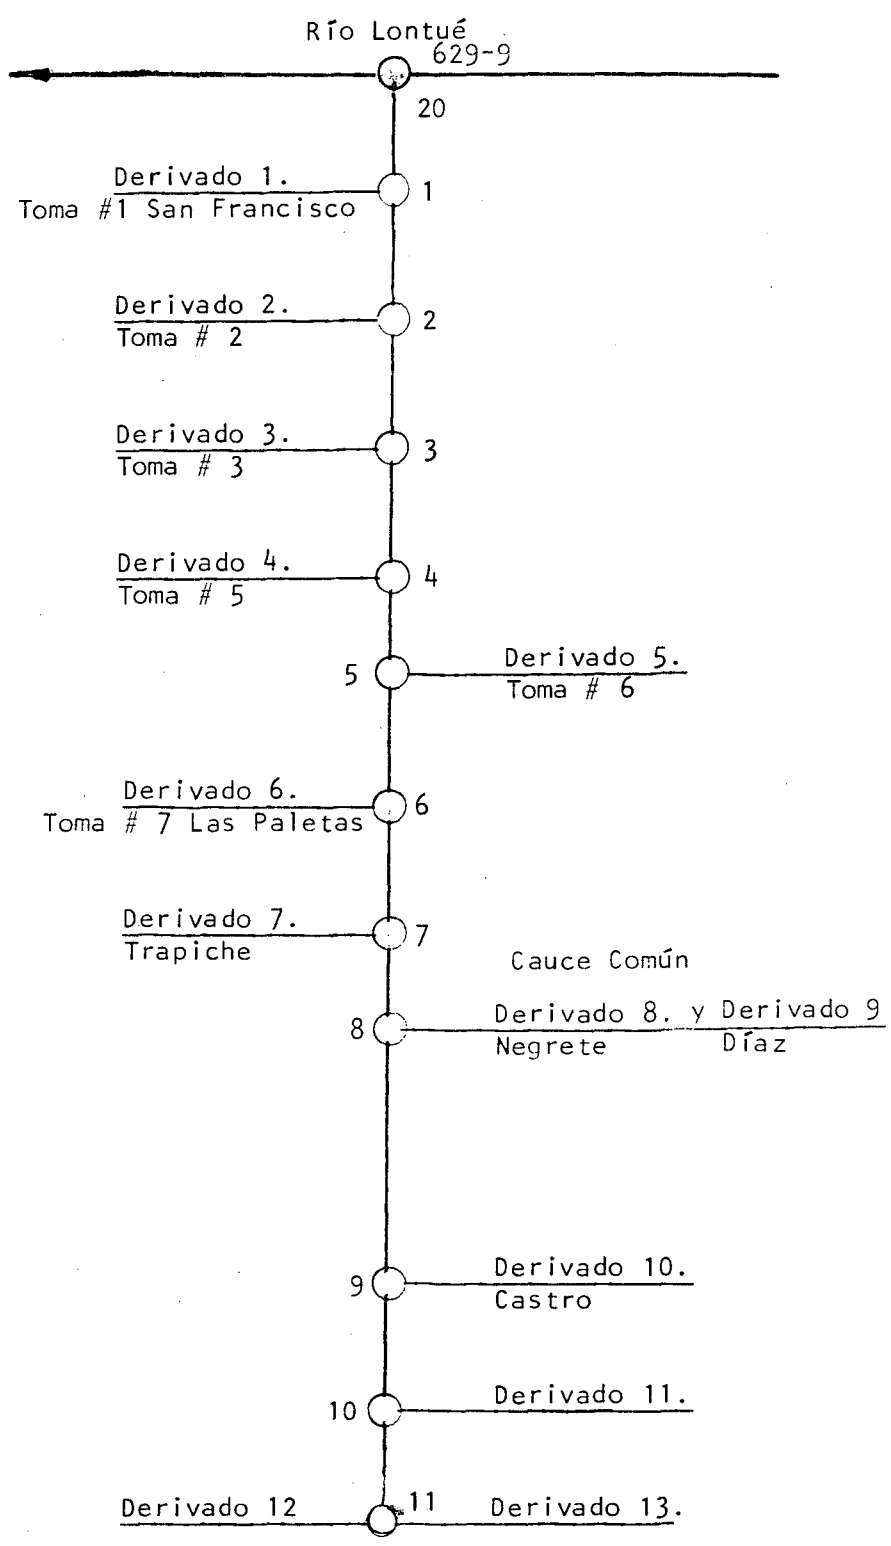 Río Lontué
629-9
20
Derivado 1.
1
Toma #1 San Francisco
Derivado 2.
2
Toma # 2
Derivado 3.
3
Toma # 3
Derivado 4.
4
Toma # 5
5
Derivado 5.
Toma # 6
Derivado 6.
6
Toma # 7 Las Paletas
Derivado 7.
7
Trapiche
Cauce Común
8
Derivado 8. y Derivado 9
Negrete Díaz
9
Derivado 10.
Castro
10
Derivado 11.
11
Derivado 12
Derivado 13.